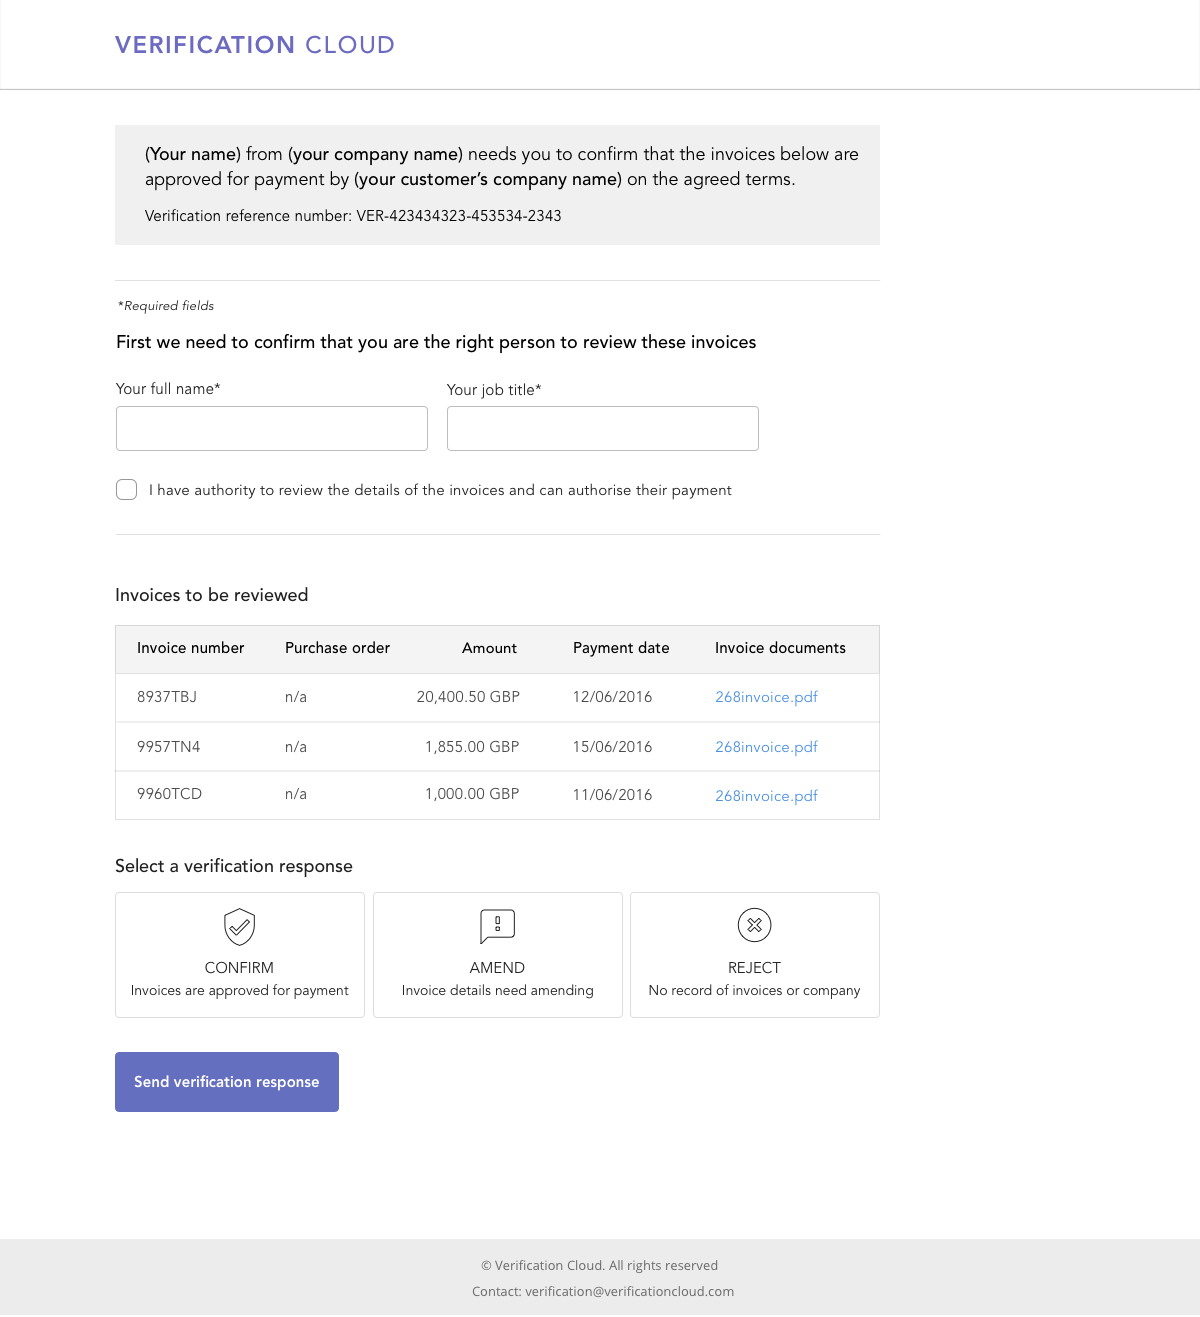 VERIFICATION CLOUD
(Your name) from (your company name) needs you to confirm that the invoices below are
approved for payment by (your customer’s company name) on the agreed terms.
Verification reference number: VER-423434323-453534-2343
*Required fields
First we need to confirm that you are the right person to review these invoices
Your full name* Your job title*
I have authority to review the details of the invoices and can authorise their payment
Invoices to be reviewed
Invoice number Purchase order Amount Payment date Invoice documents
8937TBJ n/a 20,400.50 GBP 12/06/2016 268invoice.pdf
9957TN4 n/a 1,855.00 GBP 15/06/2016 268invoice.pdf
9960TCD n/a 1,000.00 GBP 11/06/2016 268invoice.pdf
Select a verification response
CONFIRM AMEND REJECT
Invoices are approved for payment Invoice details need amending No record of invoices or company
Send verification response
© Verification Cloud. All rights reserved
Contact: verification@verificationcloud.com